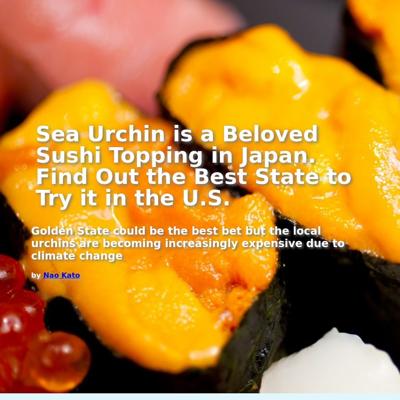 Sea Urchin is a Beloved
Sushi Topping in Japan.
Find Out the Best State to
Try it in the U.S.
Golden State could be the best bet but the local
urchins are becoming increasingly expensive due to
climate change
by Nao Kato